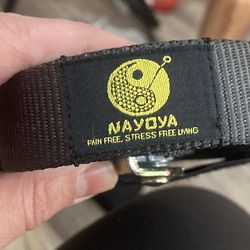 NAYOYA
PAIN FREE, STRESS FREE LIVING